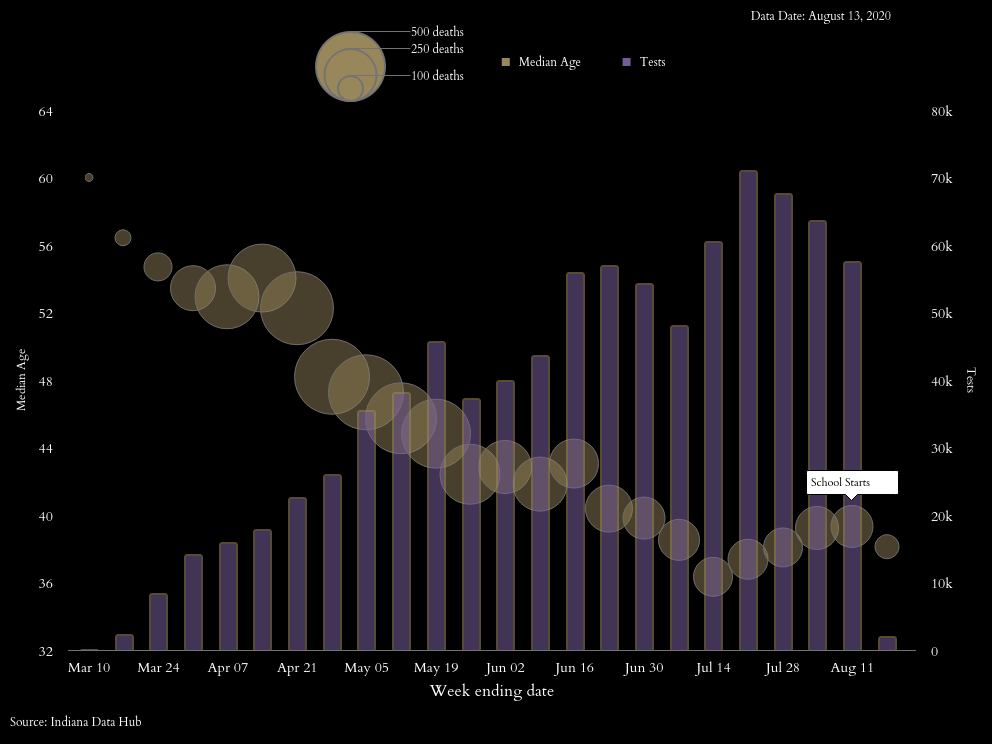 Data Date: August 13, 2020
500 deaths
250 deaths
100 deaths
Median Age
Tests
64
60
56
52
48
44
40
36
32
Median Age
80k
70k
60k
50k
40k
30k
20k
10k
0
Tests
School Starts
Mar 10
Mar 24
Apr 07
Apr 21
May 05
May 19
Jun 02
Jun 16
Jun 30
Jul 14
Jul 28
Aug 11
Week ending date
Source: Indiana Data Hub